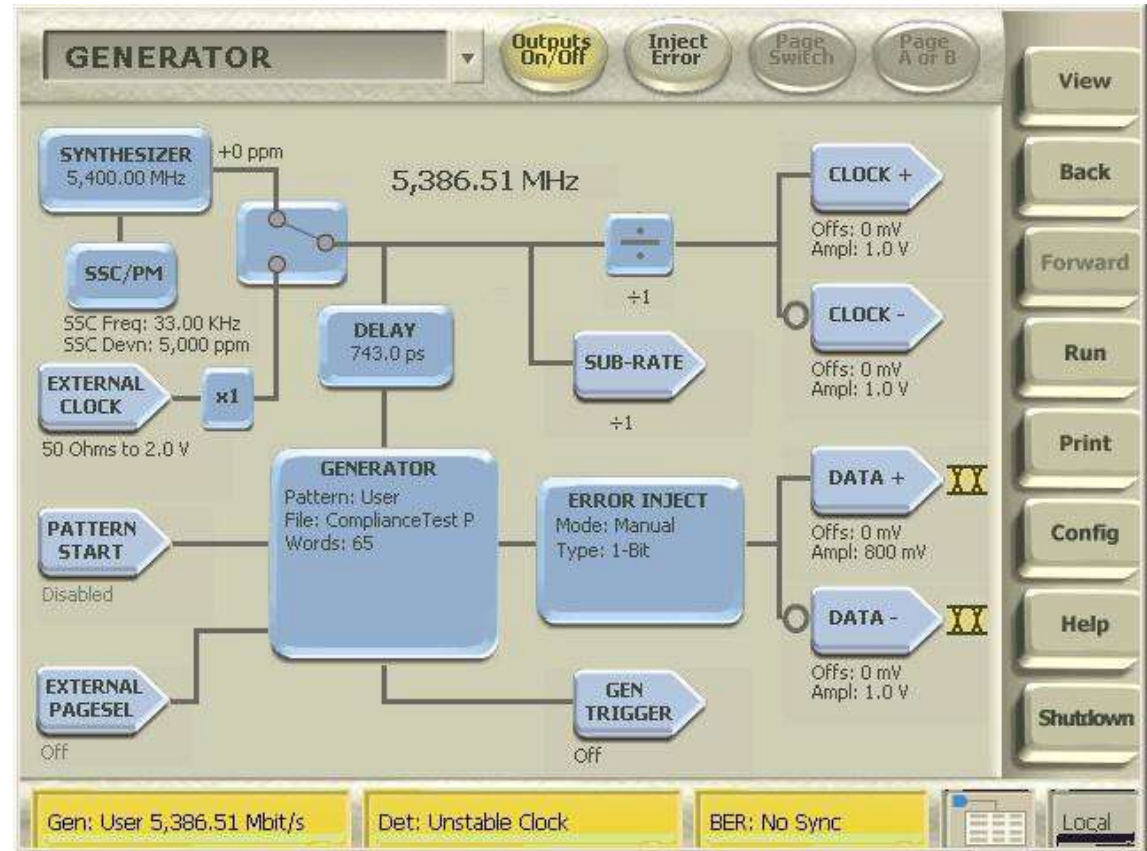 GENERATOR
Outputs
On/Off
Inject
Error
Page
Switch
Page
A or B
View
Back
Forward
Run
Print
Config
Help
Shutdown
SYNTHESIZER
5,400.00 MHz
+0 ppm
5,386.51 MHz
SSC/PM
SSC Freq: 33.00 KHz
SSC Devn: 5,000 ppm
EXTERNAL
CLOCK
x1
50 Ohms to 2.0 V
DELAY
743.0 ps
÷
÷1
SUB-RATE
÷1
CLOCK +
Offs: 0 mV
Ampl: 1.0 V
CLOCK -
Offs: 0 mV
Ampl: 1.0 V
PATTERN
START
Disabled
GENERATOR
Pattern: User
File: ComplianceTest P
Words: 65
ERROR INJECT
Mode: Manual
Type: 1-Bit
DATA +
Offs: 0 mV
Ampl: 800 mV
DATA -
Offs: 0 mV
Ampl: 1.0 V
EXTERNAL
PAGESEL
Off
GEN
TRIGGER
Off
Gen: User 5,386.51 Mbit/s
Det: Unstable Clock
BER: No Sync
Local